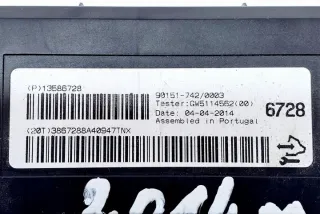 (P)13586728
90151-742/0003
Tester:GW5114562(00)
Date: 04-04-2014
Assembled in Portugal
6728
(20T)3867288A40947TNX